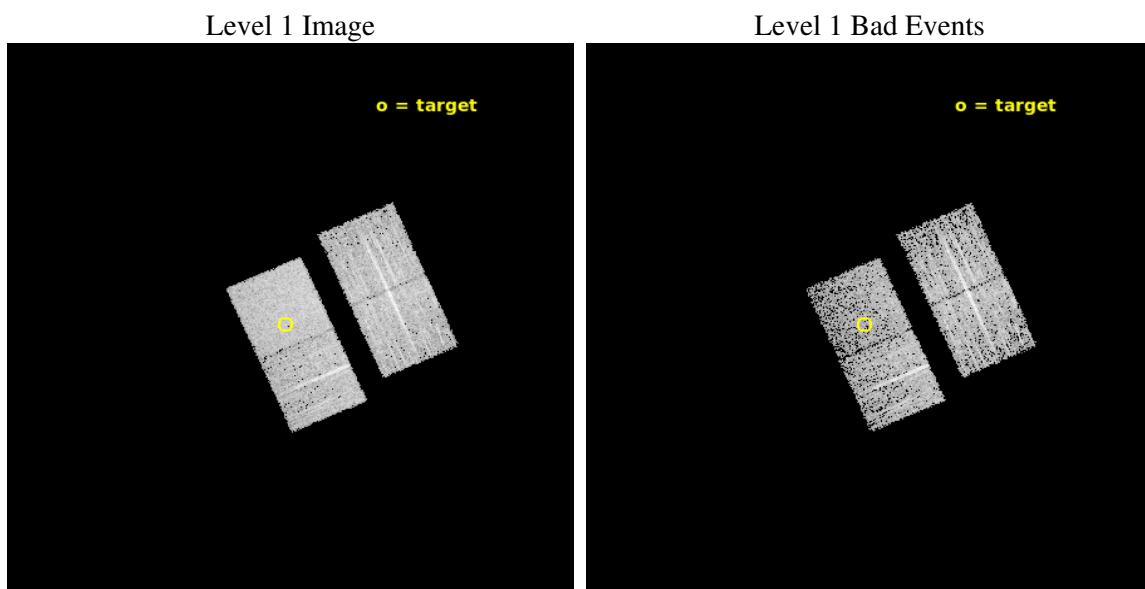 Level 1 Image
Level 1 Bad Events
o = target
o = target